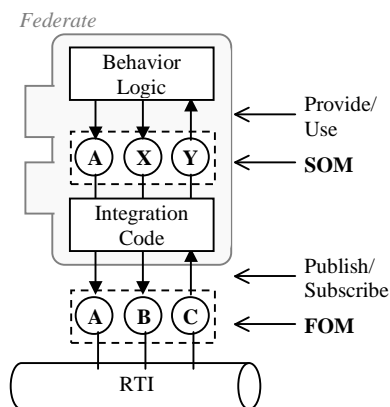 Federate
Behavior
Logic
Provide/
Use
A X Y
SOM
Integration
Code
Publish/
Subscribe
A B C
FOM
RTI